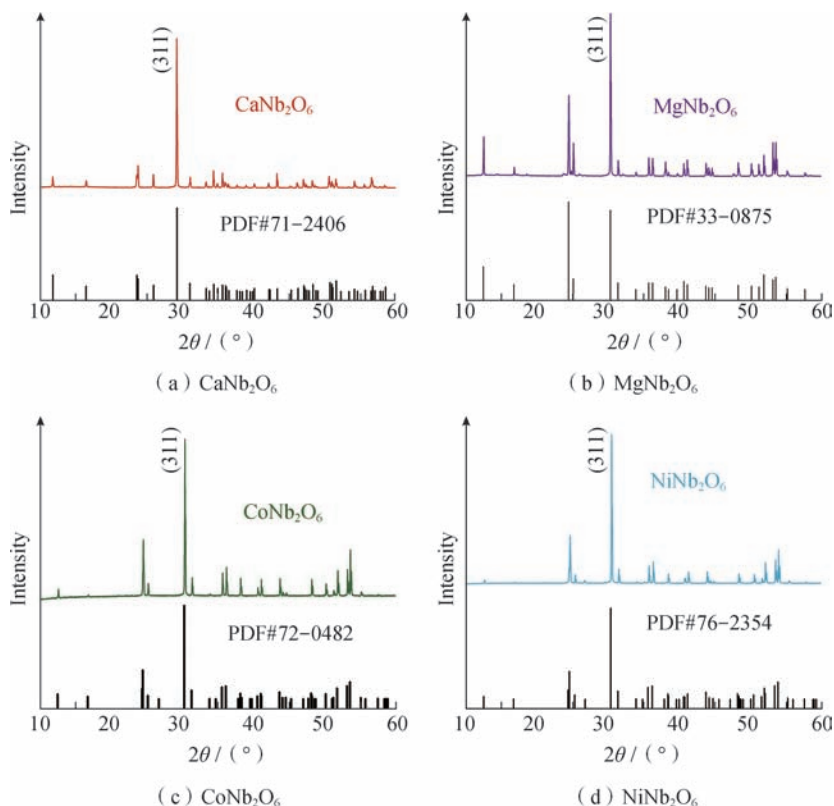 (311)
CaNb₂O₆
Intensity
PDF#71-2406
10 20 30 40 50 60
2θ / ( ° )
( a ) CaNb₂O₆
(311)
MgNb₂O₆
Intensity
PDF#33-0875
10 20 30 40 50 60
2θ / ( ° )
( b ) MgNb₂O₆
(311)
CoNb₂O₆
Intensity
PDF#72-0482
10 20 30 40 50 60
2θ / ( ° )
( c ) CoNb₂O₆
(311)
NiNb₂O₆
Intensity
PDF#76-2354
10 20 30 40 50 60
2θ / ( ° )
( d ) NiNb₂O₆